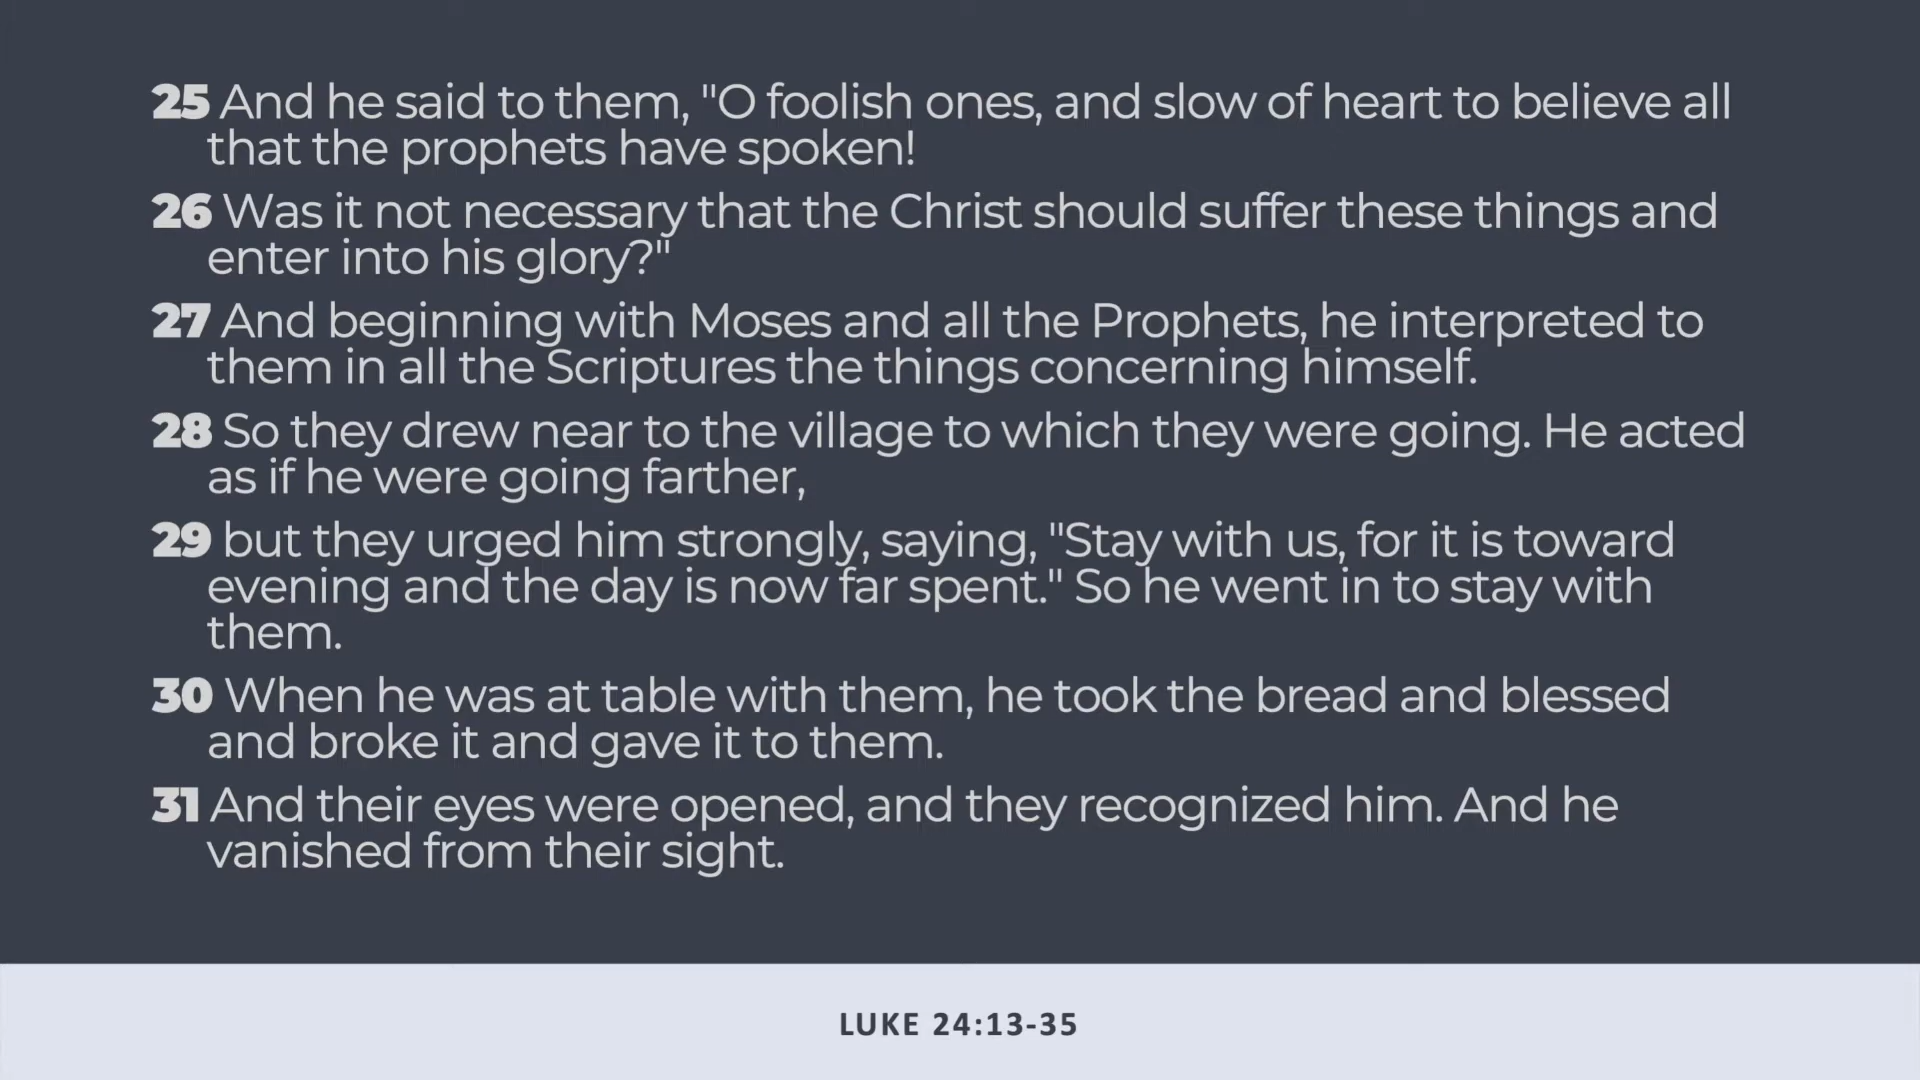 25 And he said to them, "O foolish ones, and slow of heart to believe all
that the prophets have spoken!
26 Was it not necessary that the Christ should suffer these things and
enter into his glory?"
27 And beginning with Moses and all the Prophets, he interpreted to
them in all the Scriptures the things concerning himself.
28 So they drew near to the village to which they were going. He acted
as if he were going farther,
29 but they urged him strongly, saying, "Stay with us, for it is toward
evening and the day is now far spent." So he went in to stay with
them.
30 When he was at table with them, he took the bread and blessed
and broke it and gave it to them.
31 And their eyes were opened, and they recognized him. And he
vanished from their sight.
LUKE 24:13-35